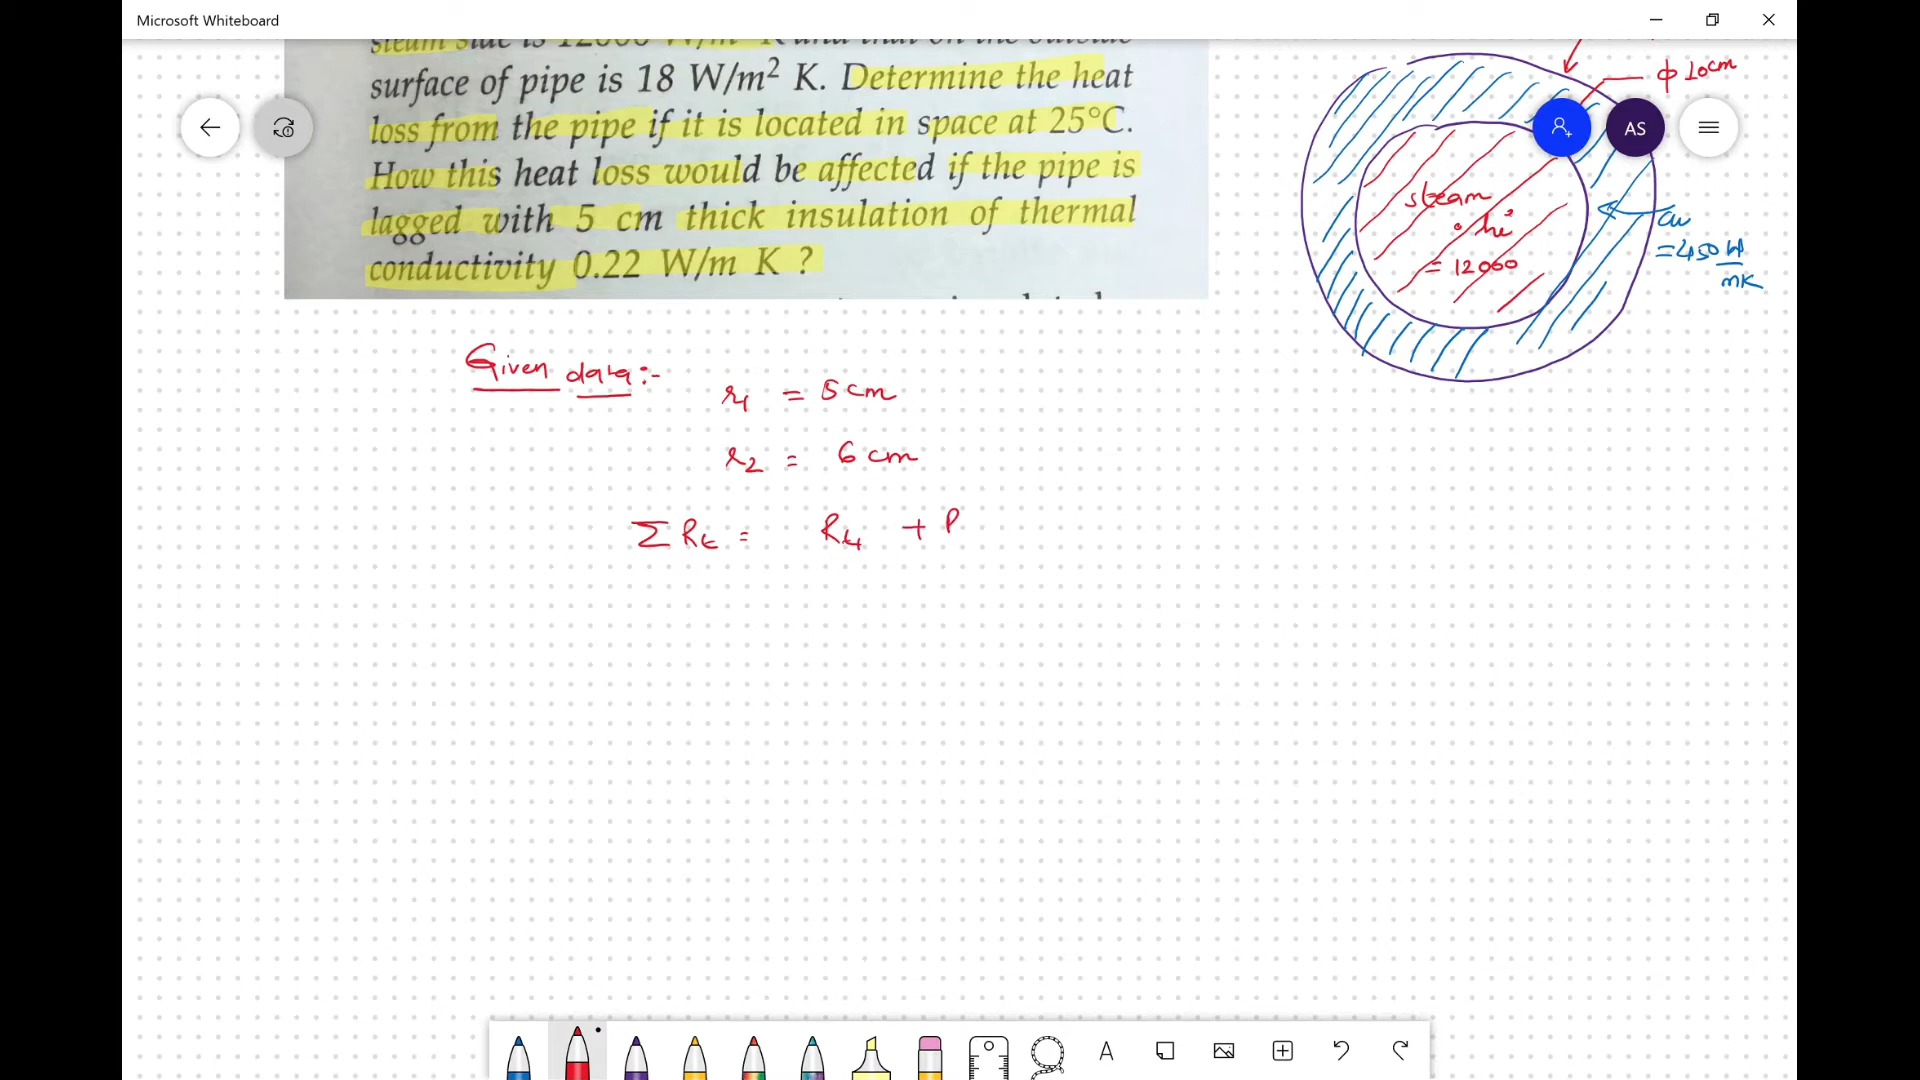 Microsoft Whiteboard
surface of pipe is 18 W/m² K. Determine the heat
loss from the pipe if it is located in space at 25°C.
How this heat loss would be affected if the pipe is
lagged with 5 cm thick insulation of thermal
conductivity 0.22 W/m K ?
ϕ 10cm
AS
steam
hi
= 12000
Cu
= 450 W/mK
Given data:-
r1 = 5 cm
r2 = 6 cm
Σ Rt = Rt1 + P
A